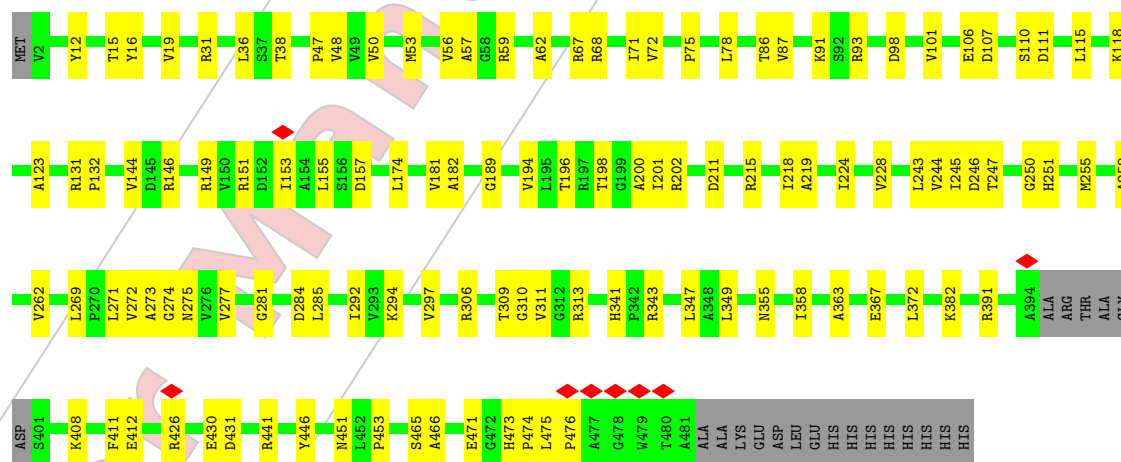 MET V2 Y12 T15 Y16 V19 R31 L36 S37 T38 P47 V48 V49 V50 M53 V56 A57 G58 R59 A62 R67 R68 I71 V72 P75 L78 T86 V87 K91 S92 R93 D98 V101 E106 D107 S110 D111 L115 K118
A123 R131 P132 V144 D145 R146 R149 V150 R151 D152 I153 A154 L155 S156 D157 L174 V181 A182 G189 V194 L195 T196 R197 T198 G199 A200 I201 R202 D211 R215 I218 A219 I224 V228 L243 V244 I245 D246 T247 G250 H251 M255
V262 L269 P270 L271 V272 A273 G274 N275 V276 V277 G281 D284 L285 I292 V293 K294 V297 R306 T309 G310 V311 G312 R313 H341 P342 R343 L347 A348 L349 N355 I358 A363 E367 L372 K382 R391 A394 ALA ARG THR ALA
ASP S401 K408 F411 E412 R426 E430 D431 R441 Y446 N451 L452 P453 S465 A466 E471 G472 H473 P474 L475 P476 A477 G478 W479 T480 A481 ALA ALA LYS GLU ASP LEU GLU HIS HIS HIS HIS HIS HIS HIS HIS